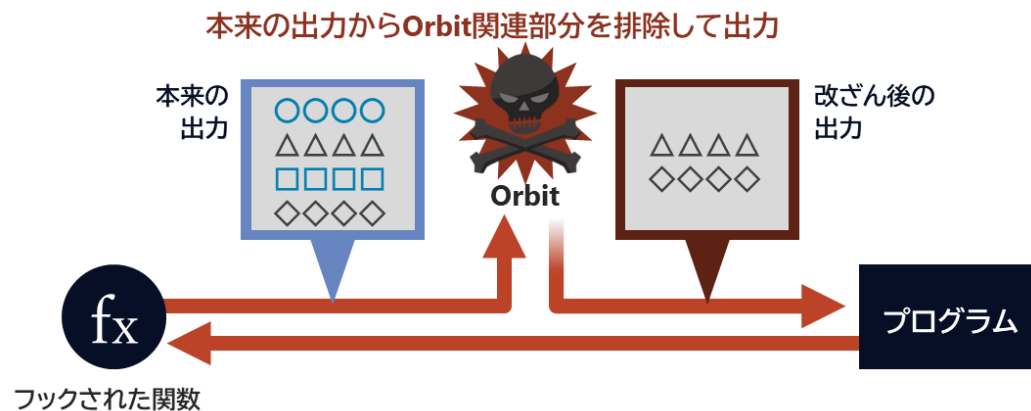 本来の出力からOrbit関連部分を排除して出力
本来の
出力
○○○○
△△△△
□□□□
◇◇◇◇
Orbit
△△△△
◇◇◇◇
改ざん後の
出力
fx
プログラム
フックされた関数